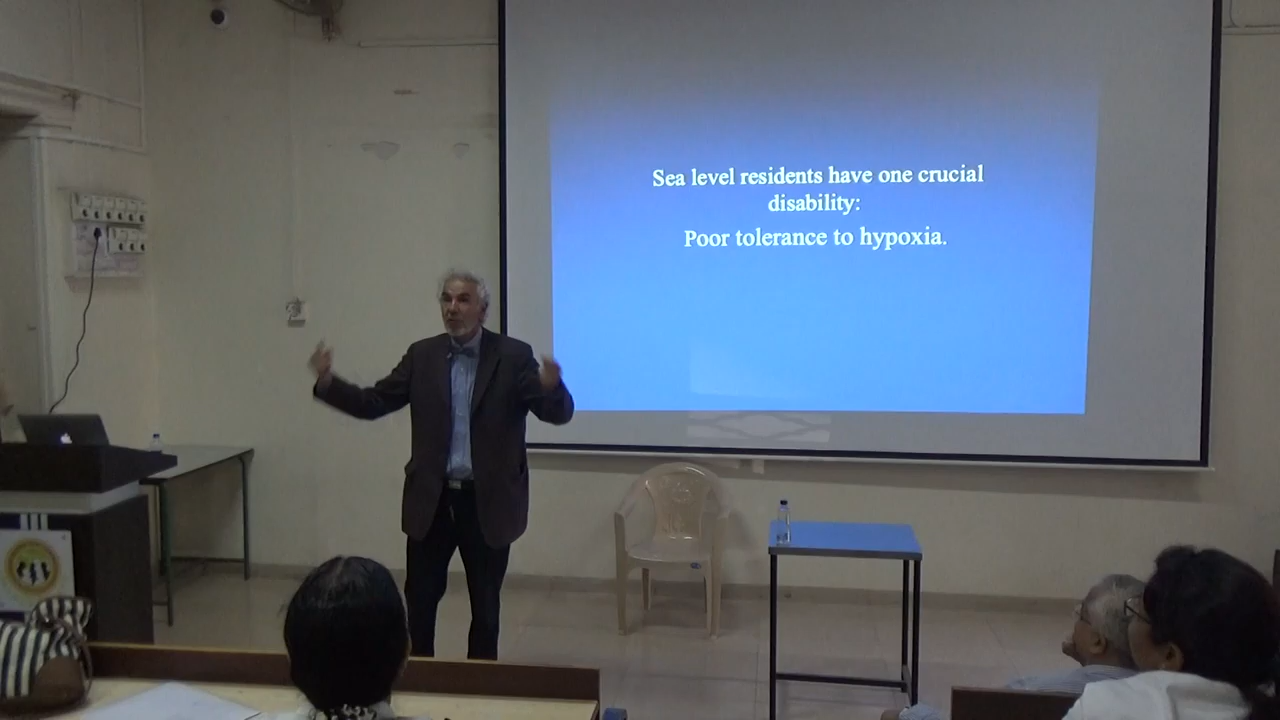 Sea level residents have one crucial
disability:
Poor tolerance to hypoxia.